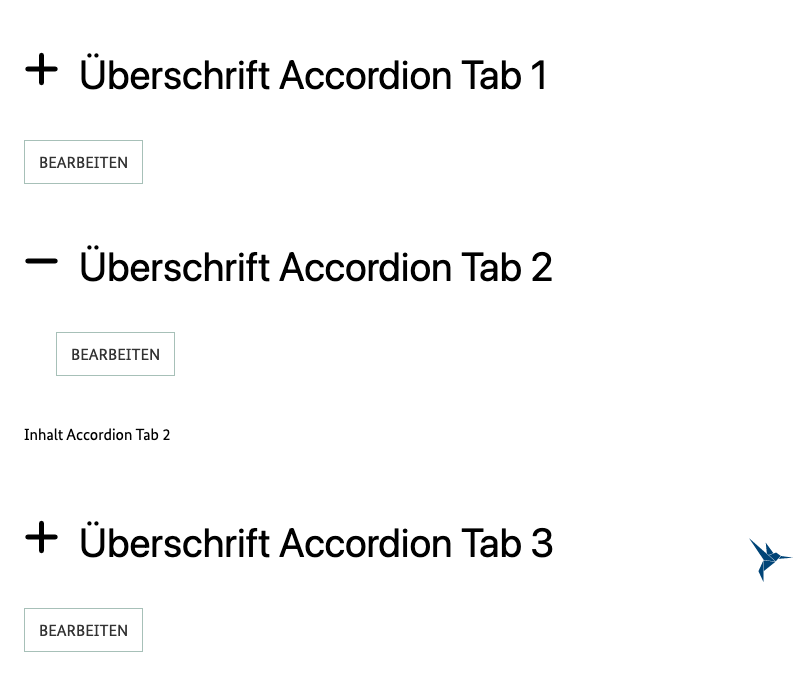 Überschrift Accordion Tab 1
BEARBEITEN
Überschrift Accordion Tab 2
BEARBEITEN
Inhalt Accordion Tab 2
Überschrift Accordion Tab 3
BEARBEITEN